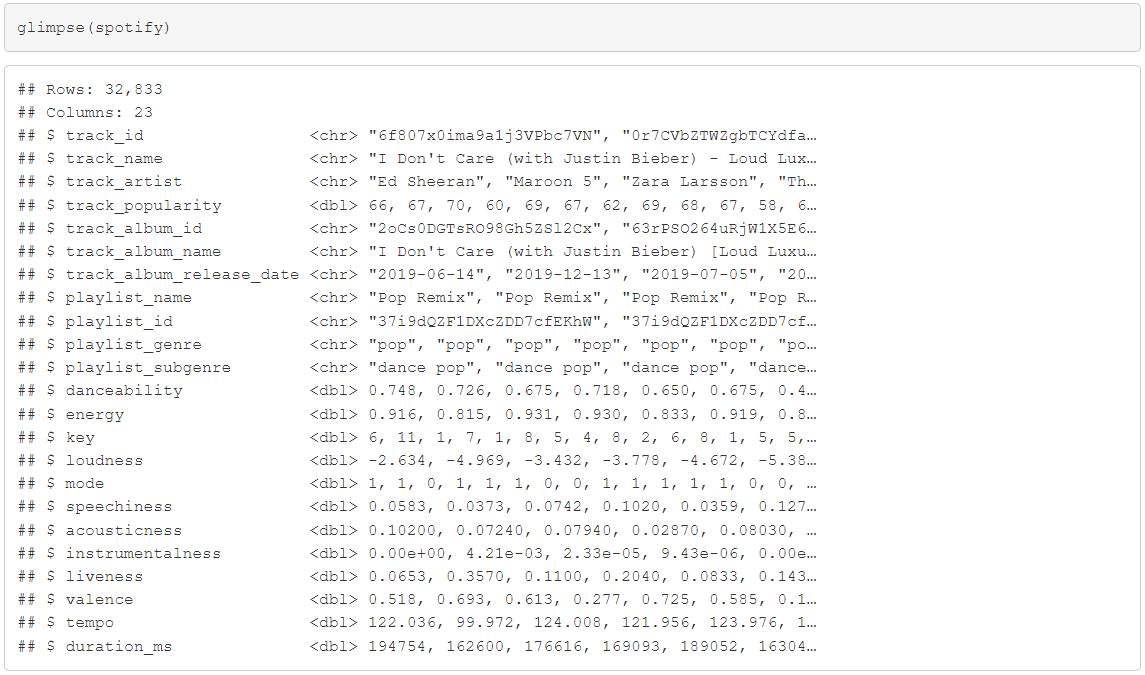 glimpse(spotify)
## Rows: 32,833
## Columns: 23
## $ track_id                 <chr> "6f807x0ima9a1j3VPbc7VN", "0r7CVbZTWZgbTCYdfa…
## $ track_name               <chr> "I Don't Care (with Justin Bieber) - Loud Lux…
## $ track_artist             <chr> "Ed Sheeran", "Maroon 5", "Zara Larsson", "Th…
## $ track_popularity         <dbl> 66, 67, 70, 60, 69, 67, 62, 69, 68, 67, 58, 6…
## $ track_album_id           <chr> "2oCs0DGTsRO98Gh5ZSl2Cx", "63rPSO264uRjW1X5E6…
## $ track_album_name         <chr> "I Don't Care (with Justin Bieber) [Loud Luxu…
## $ track_album_release_date <chr> "2019-06-14", "2019-12-13", "2019-07-05", "20…
## $ playlist_name            <chr> "Pop Remix", "Pop Remix", "Pop Remix", "Pop R…
## $ playlist_id              <chr> "37i9dQZF1DXcZDD7cfEKhW", "37i9dQZF1DXcZDD7cf…
## $ playlist_genre           <chr> "pop", "pop", "pop", "pop", "pop", "pop", "po…
## $ playlist_subgenre        <chr> "dance pop", "dance pop", "dance pop", "dance…
## $ danceability             <dbl> 0.748, 0.726, 0.675, 0.718, 0.650, 0.675, 0.4…
## $ energy                   <dbl> 0.916, 0.815, 0.931, 0.930, 0.833, 0.919, 0.8…
## $ key                      <dbl> 6, 11, 1, 7, 1, 8, 5, 4, 8, 2, 6, 8, 1, 5, 5,…
## $ loudness                 <dbl> -2.634, -4.969, -3.432, -3.778, -4.672, -5.38…
## $ mode                     <dbl> 1, 1, 0, 1, 1, 1, 0, 0, 1, 1, 1, 1, 1, 0, 0, …
## $ speechiness              <dbl> 0.0583, 0.0373, 0.0742, 0.1020, 0.0359, 0.127…
## $ acousticness             <dbl> 0.10200, 0.07240, 0.07940, 0.02870, 0.08030, …
## $ instrumentalness         <dbl> 0.00e+00, 4.21e-03, 2.33e-05, 9.43e-06, 0.00e…
## $ liveness                 <dbl> 0.0653, 0.3570, 0.1100, 0.2040, 0.0833, 0.143…
## $ valence                  <dbl> 0.518, 0.693, 0.613, 0.277, 0.725, 0.585, 0.1…
## $ tempo                    <dbl> 122.036, 99.972, 124.008, 121.956, 123.976, 1…
## $ duration_ms              <dbl> 194754, 162600, 176616, 169093, 189052, 16304…